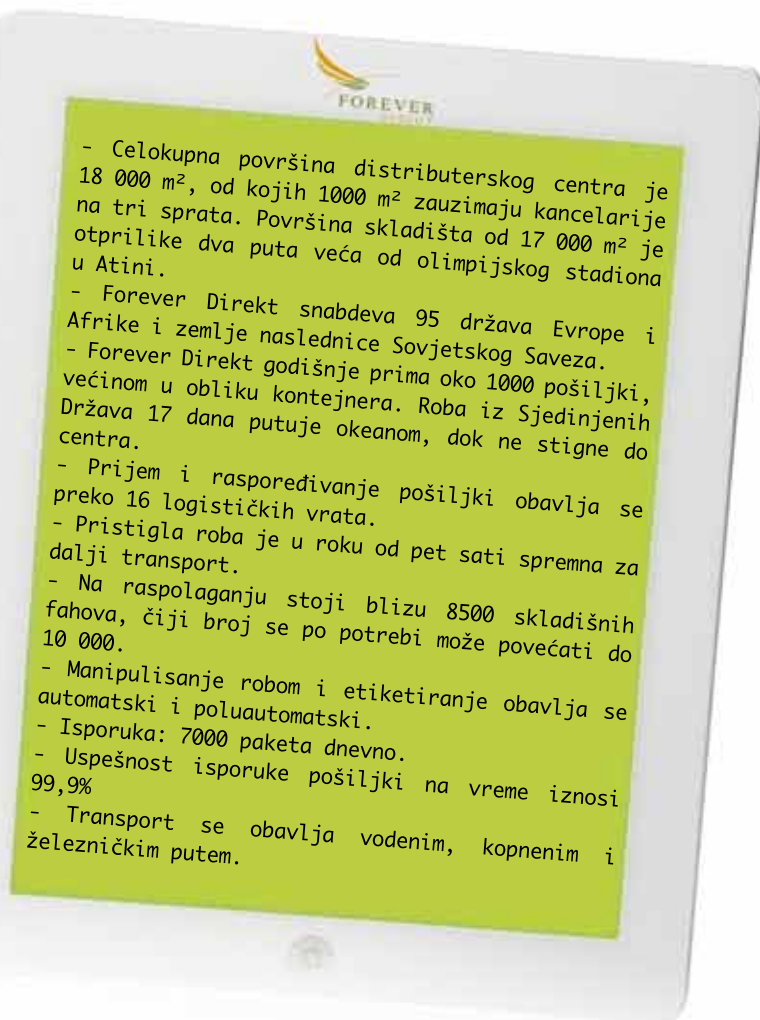 FOREVER
- Celokupna površina distributerskog centra je
18 000 m², od kojih 1000 m² zauzimaju kancelarije
na tri sprata. Površina skladišta od 17 000 m² je
otprilike dva puta veća od olimpijskog stadiona
u Atini.
- Forever Direkt snabdeva 95 država Evrope i
Afrike i zemlje naslednice Sovjetskog Saveza.
- Forever Direkt godišnje prima oko 1000 pošiljki,
većinom u obliku kontejnera. Roba iz Sjedinjenih
Država 17 dana putuje okeanom, dok ne stigne do
centra.
- Prijem i raspoređivanje pošiljki obavlja se
preko 16 logističkih vrata.
- Pristigla roba je u roku od pet sati spremna za
dalji transport.
- Na raspolaganju stoji blizu 8500 skladišnih
fahova, čiji broj se po potrebi može povećati do
10 000.
- Manipulisanje robom i etiketiranje obavlja se
automatski i poluautomatski.
- Isporuka: 7000 paketa dnevno.
- Uspešnost isporuke pošiljki na vreme iznosi
99,9%
- Transport se obavlja vodenim, kopnenim i
železničkim putem.